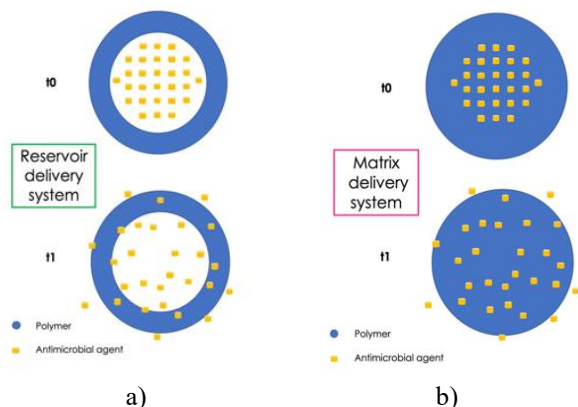 t0
Reservoir
delivery
system
t1
Polymer
Antimicrobial agent
a)
t0
Matrix
delivery
system
t1
Polymer
Antimicrobial agent
b)